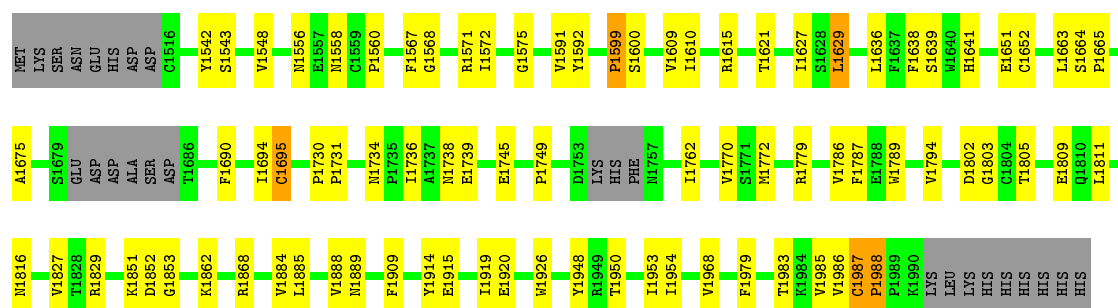 MET LYS SER ASN GLU HIS ASP ASP C1516 Y1542 S1543 V1548 N1556 E1557 N1558 C1559 P1560 F1567 G1568 R1571 I1572 G1575 V1591 Y1592 P1599 S1600 V1609 I1610 R1615 T1621 I1627 S1628 L1629 L1636 F1637 F1638 S1639 W1640 H1641 E1651 C1652 L1663 S1664 P1665
A1675 S1679 GLU ASP ASP ALA SER ASP T1686 F1690 I1694 C1695 P1730 P1731 N1734 P1735 I1736 A1737 N1738 E1739 E1745 P1749 D1753 LYS HIS PHE N1757 I1762 V1770 S1771 M1772 R1779 V1786 F1787 E1788 W1789 V1794 D1802 G1803 C1804 T1805 E1809 Q1810 L1811
N1816 V1827 T1828 R1829 K1851 D1852 G1853 K1862 R1868 V1884 L1885 V1888 N1889 F1909 Y1914 E1915 I1919 E1920 W1926 Y1948 R1949 T1950 I1953 I1954 V1968 F1979 T1983 K1984 V1985 V1986 C1987 P1988 P1989 K1990 LYS LEU LYS HIS HIS HIS HIS HIS HIS